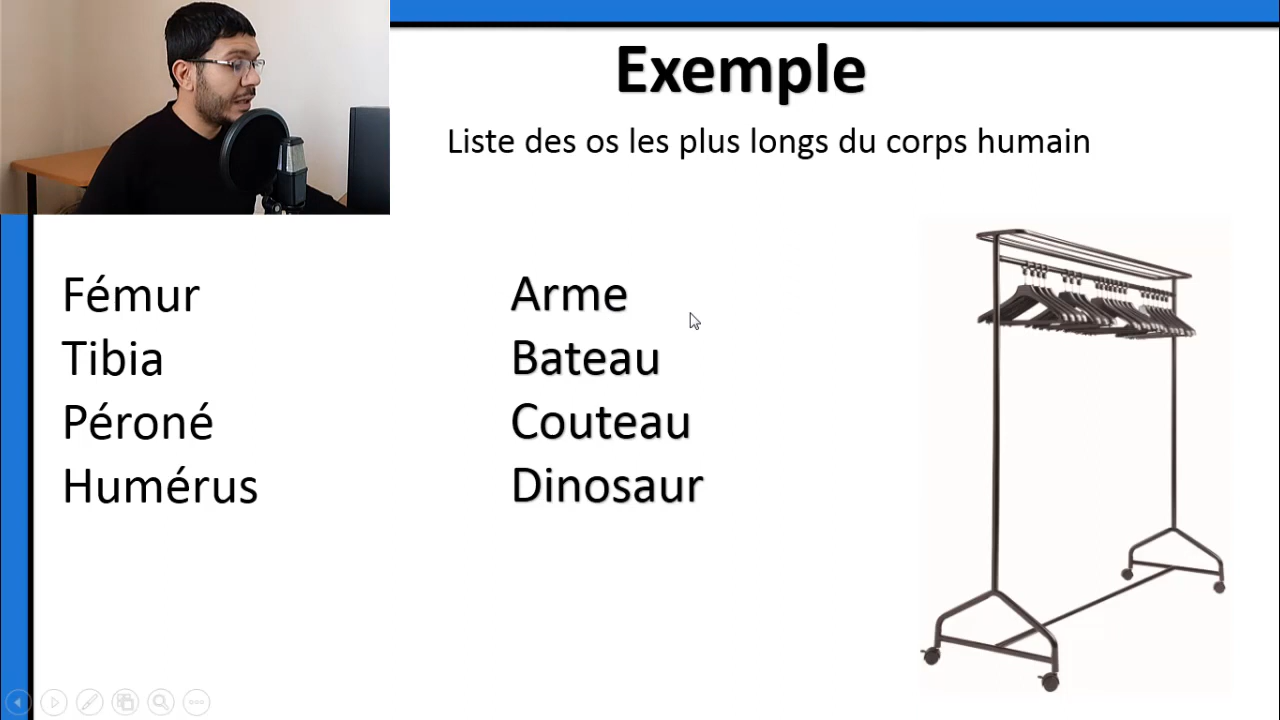 Exemple
Liste des os les plus longs du corps humain
Fémur
Tibia
Péroné
Humérus
Arme
Bateau
Couteau
Dinosaur